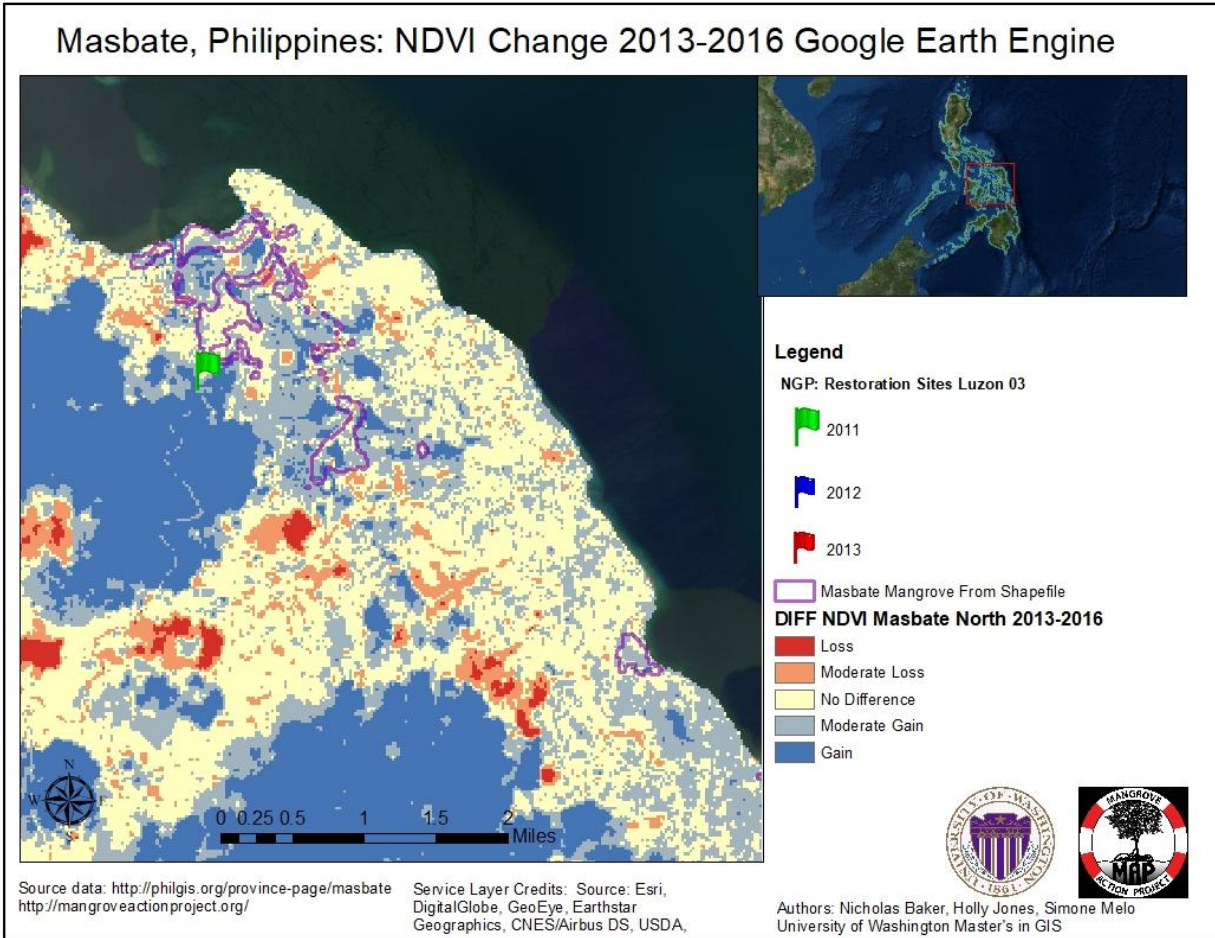 Masbate, Philippines: NDVI Change 2013-2016 Google Earth Engine
Legend
NGP: Restoration Sites Luzon 03
2011
2012
2013
Masbate Mangrove From Shapefile
DIFF NDVI Masbate North 2013-2016
Loss
Moderate Loss
No Difference
Moderate Gain
Gain
N
W E
S
0 0.25 0.5 1 1.5 2
Miles
UNIVERSITY OF WASHINGTON
1861
MANGROVE
MAP
ACTION PROJECT
Source data: http://philgis.org/province-page/masbate
http://mangroveactionproject.org/
Service Layer Credits: Source: Esri,
DigitalGlobe, GeoEye, Earthstar
Geographics, CNES/Airbus DS, USDA,
Authors: Nicholas Baker, Holly Jones, Simone Melo
University of Washington Master's in GIS